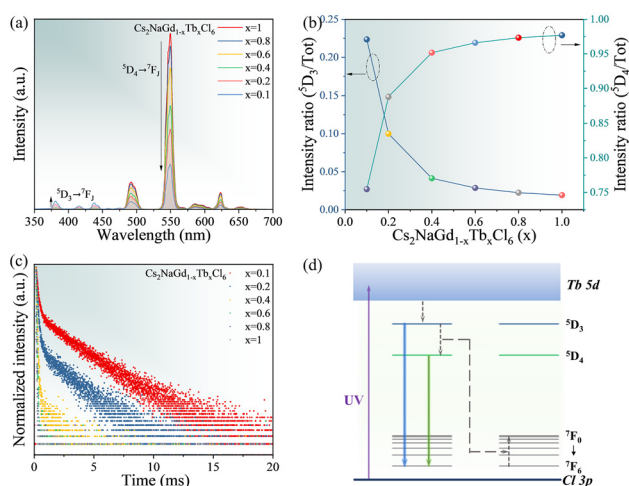 (a)
Cs₂NaGd₁₋ₓTbₓCl₆
x=1
x=0.8
x=0.6
x=0.4
x=0.2
x=0.1
⁵D₄→⁷F_J
⁵D₃→⁷F_J
Intensity (a.u.)
350 400 450 500 550 600 650 700
Wavelength (nm)
(b)
Intensity ratio (⁵D₃/Tot)
0.25
0.20
0.15
0.10
0.05
0.00
Intensity ratio (⁵D₄/Tot)
1.00
0.95
0.90
0.85
0.80
0.75
0.0 0.2 0.4 0.6 0.8 1.0
Cs₂NaGd₁₋ₓTbₓCl₆ (x)
(c)
Cs₂NaGd₁₋ₓTbₓCl₆
x=0.1
x=0.2
x=0.4
x=0.6
x=0.8
x=1
Normalized intensity (a.u.)
0 5 10 15 20
Time (ms)
(d)
Tb 5d
⁵D₃
⁵D₄
UV
⁷F₀
⁷F₆
Cl 3p